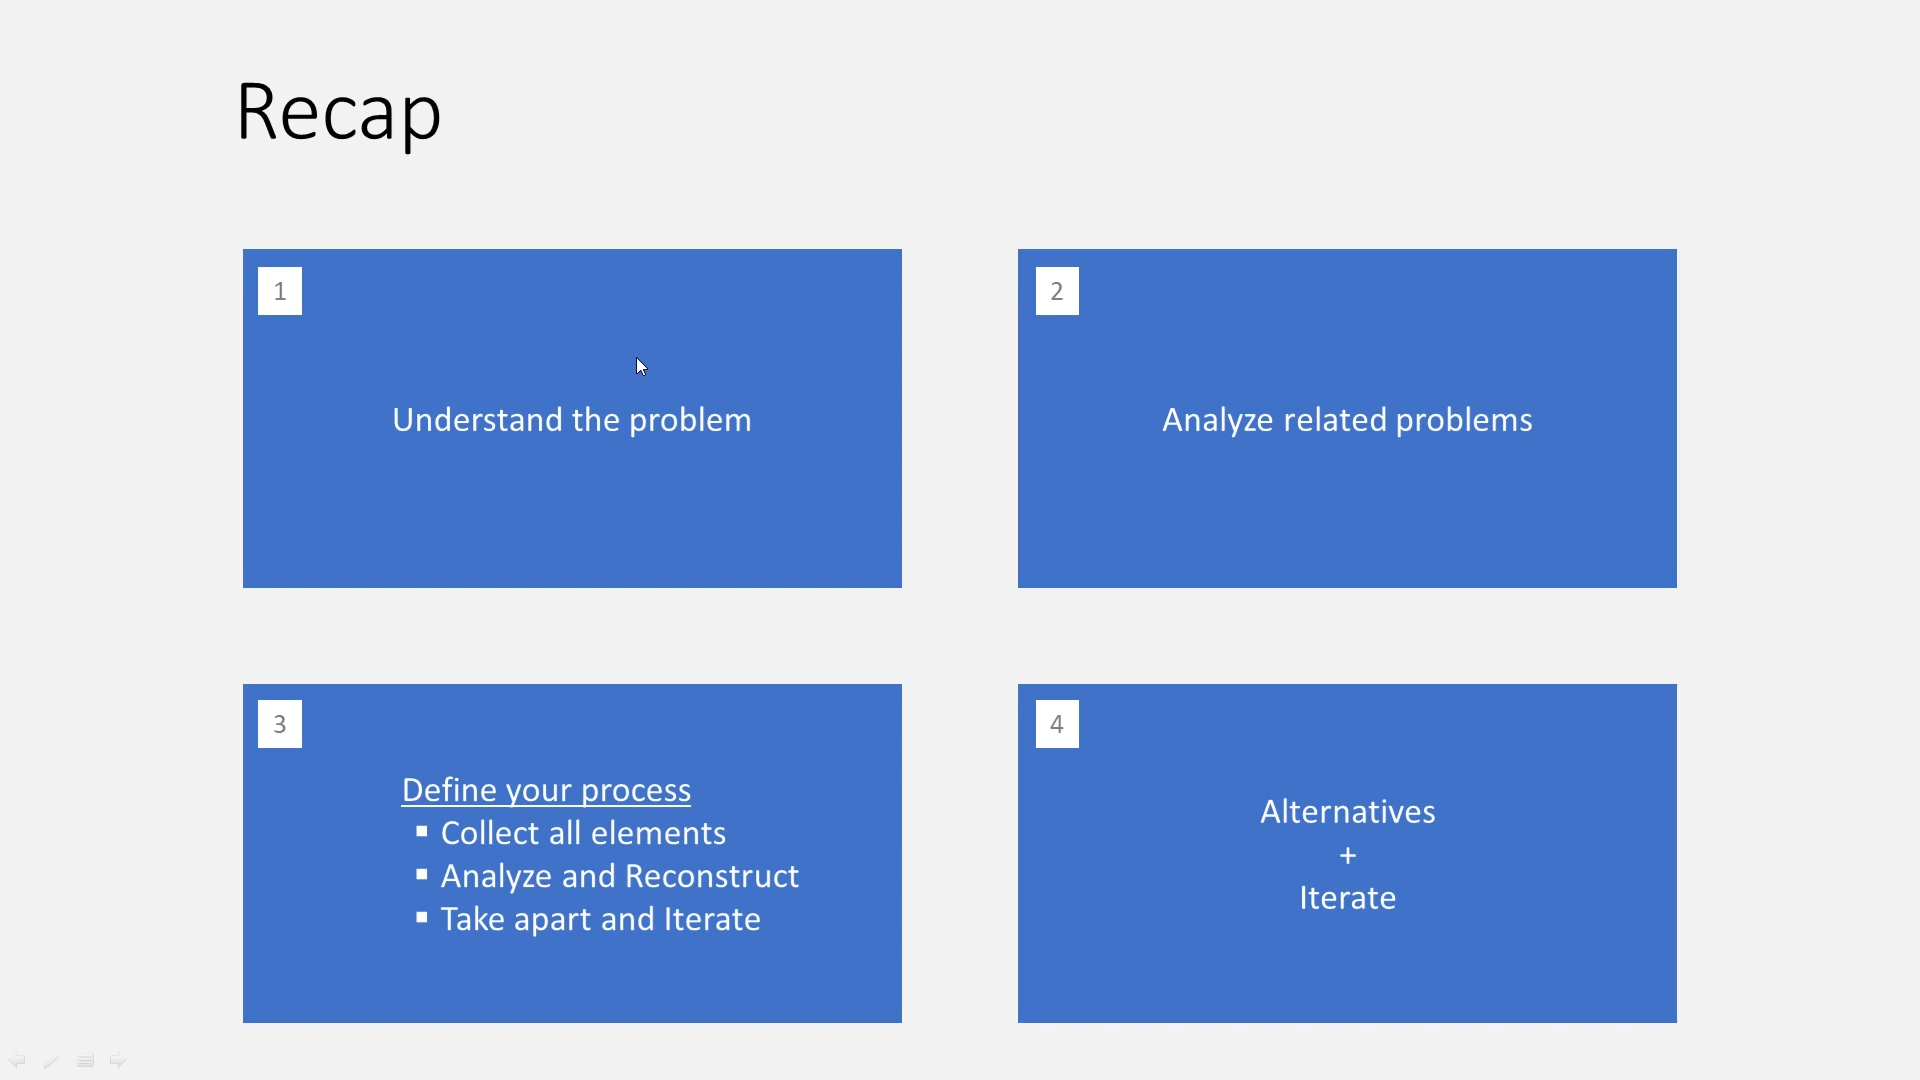 Recap
1
Understand the problem
2
Analyze related problems
3
Define your process
▪ Collect all elements
▪ Analyze and Reconstruct
▪ Take apart and Iterate
4
Alternatives
+
Iterate